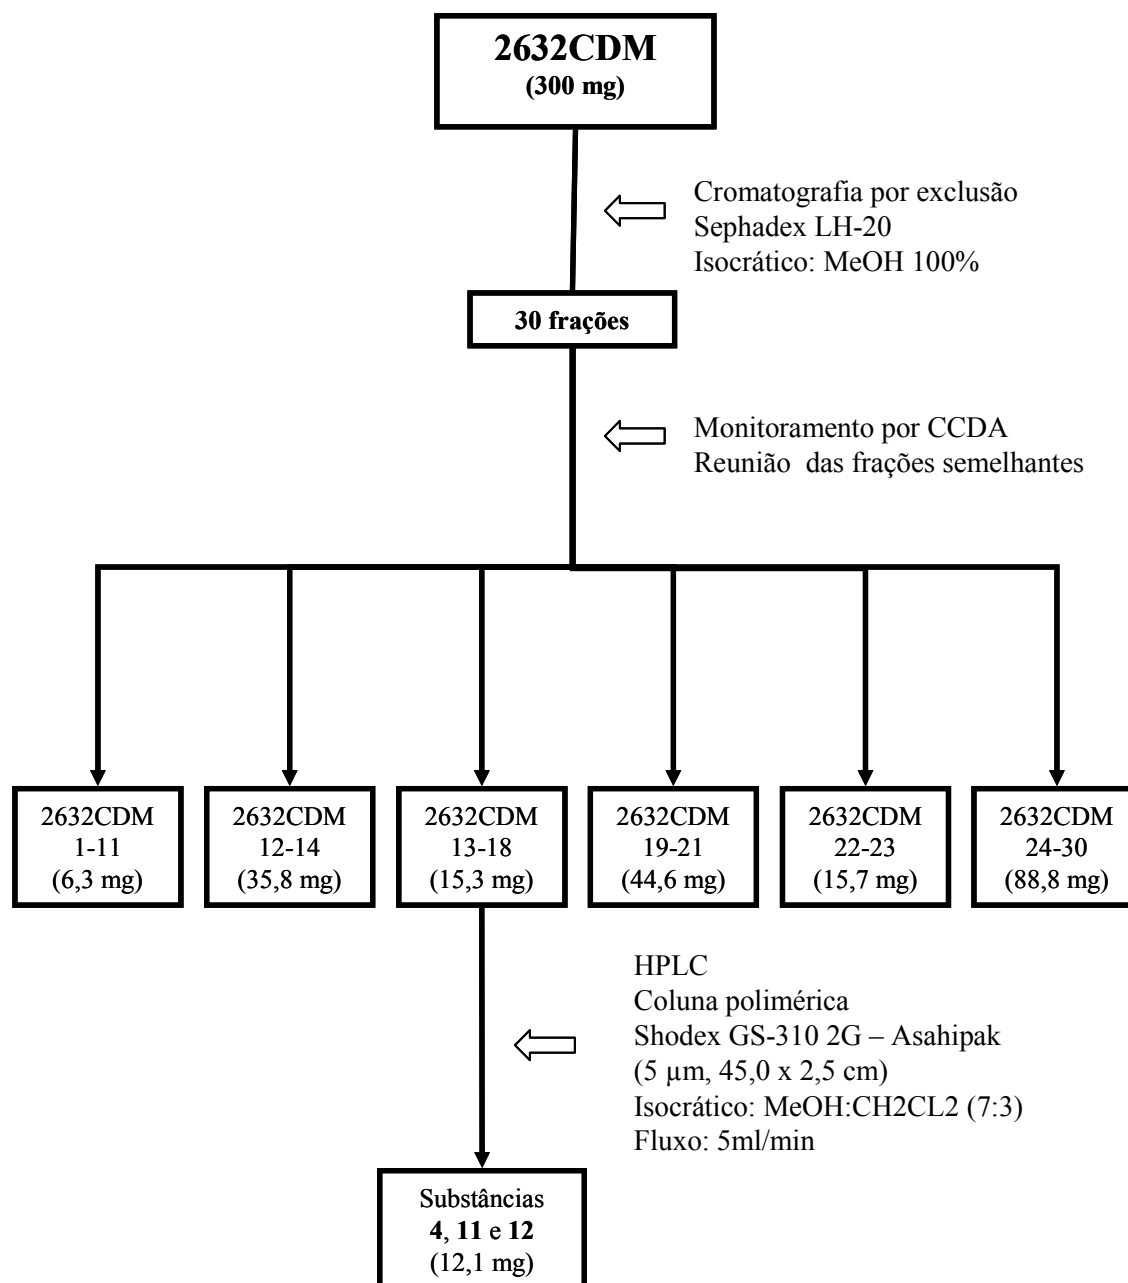 2632CDM
(300 mg)
Cromatografia por exclusão
Sephadex LH-20
Isocrático: MeOH 100%
30 frações
Monitoramento por CCDA
Reunião das frações semelhantes
2632CDM
1-11
(6,3 mg)
2632CDM
12-14
(35,8 mg)
2632CDM
13-18
(15,3 mg)
2632CDM
19-21
(44,6 mg)
2632CDM
22-23
(15,7 mg)
2632CDM
24-30
(88,8 mg)
HPLC
Coluna polimérica
Shodex GS-310 2G – Asahipak
(5 µm, 45,0 x 2,5 cm)
Isocrático: MeOH:CH2CL2 (7:3)
Fluxo: 5ml/min
Substâncias
4, 11 e 12
(12,1 mg)